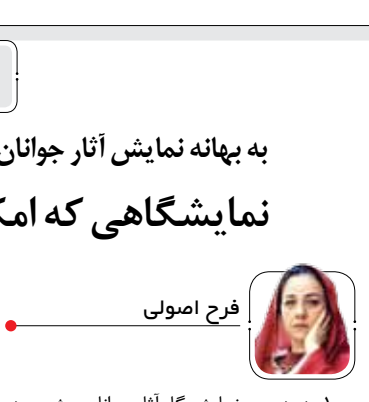 به بهانه نمایش آثار جوانان
نمایشگاهی که
فرح اصولی